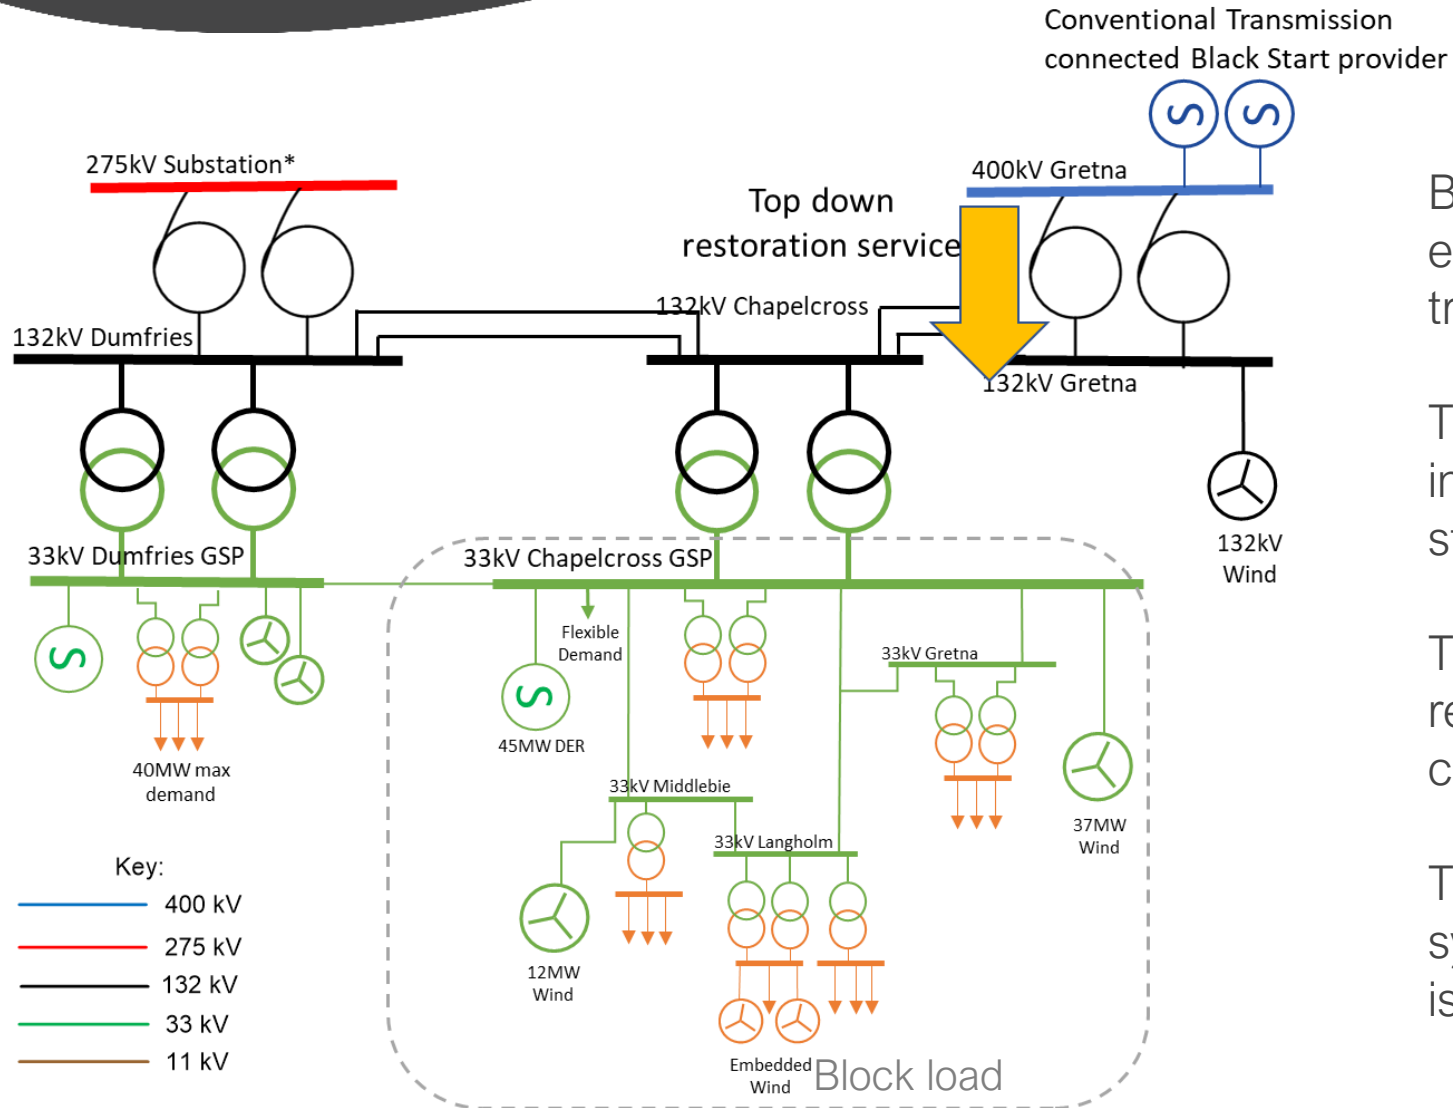 Conventional Transmission
connected Black Start provider
S
S
275kV Substation*
400kV Gretna
Top down
restoration service
132kV Chapelcross
132kV Dumfries
132kV Gretna
132kV
Wind
33kV Dumfries GSP
33kV Chapelcross GSP
S
40MW max
demand
Flexible
Demand
S
45MW DER
33kV Gretna
33kV Middlebie
37MW
Wind
33kV Langholm
12MW
Wind
Embedded
Wind
Block load
Key:
400 kV
275 kV
132 kV
33 kV
11 kV